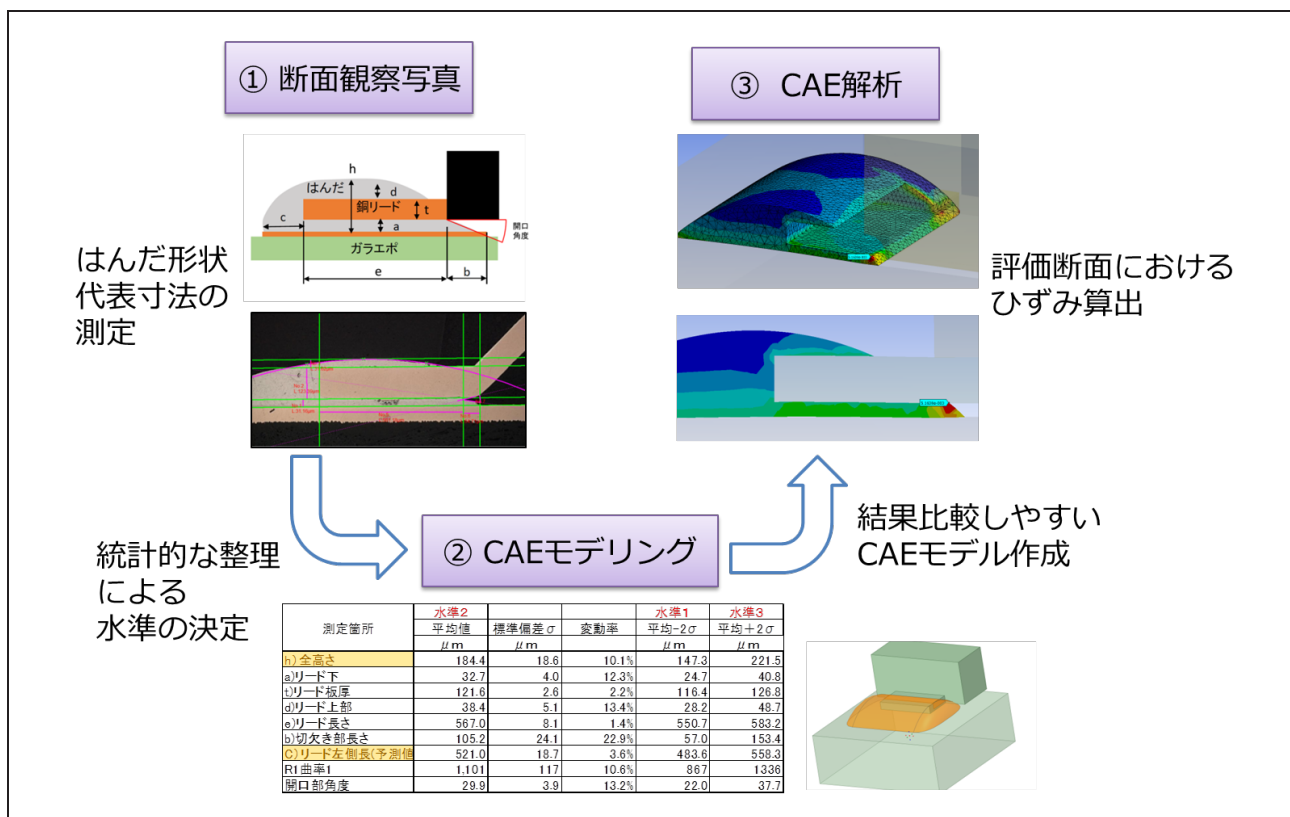 ① 断面観察写真
③ CAE解析
h
はんだ
d
銅リード
t
c
a
開口
角度
ガラエポ
e
b
はんだ形状
代表寸法の
測定
評価断面における
ひずみ算出
② CAEモデリング
統計的な整理
による
水準の決定
結果比較しやすい
CAEモデル作成
水準2 水準1 水準3
測定箇所 平均値 標準偏差σ 変動率 平均-2σ 平均+2σ
μm μm μm μm
h)全高さ 184.4 18.6 10.1% 147.3 221.5
a)リード下 32.7 4.0 12.3% 24.7 40.8
t)リード板厚 121.6 2.6 2.2% 116.4 126.8
d)リード上部 38.4 5.1 13.4% 28.2 48.7
e)リード長さ 567.0 8.1 1.4% 550.7 583.2
b)切欠き部長さ 105.2 24.1 22.9% 57.0 153.4
C)リード左側長(予測値 521.0 18.7 3.6% 483.6 558.3
R1曲率1 1,101 117 10.6% 867 1336
開口部角度 29.9 3.9 13.2% 22.0 37.7